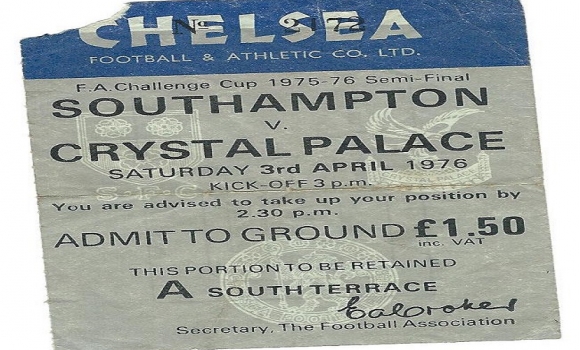 CHELSEA
FOOTBALL & ATHLETIC CO. LTD.
F.A. Challenge Cup 1975-76 Semi-Final
SOUTHAMPTON
v.
CRYSTAL PALACE
SATURDAY 3rd APRIL 1976
KICK-OFF 3 p.m.
You are advised to take up your position by
2.30 p.m.
ADMIT TO GROUND £1.50
inc. VAT
THIS PORTION TO BE RETAINED
A SOUTH TERRACE
Secretary, The Football Association